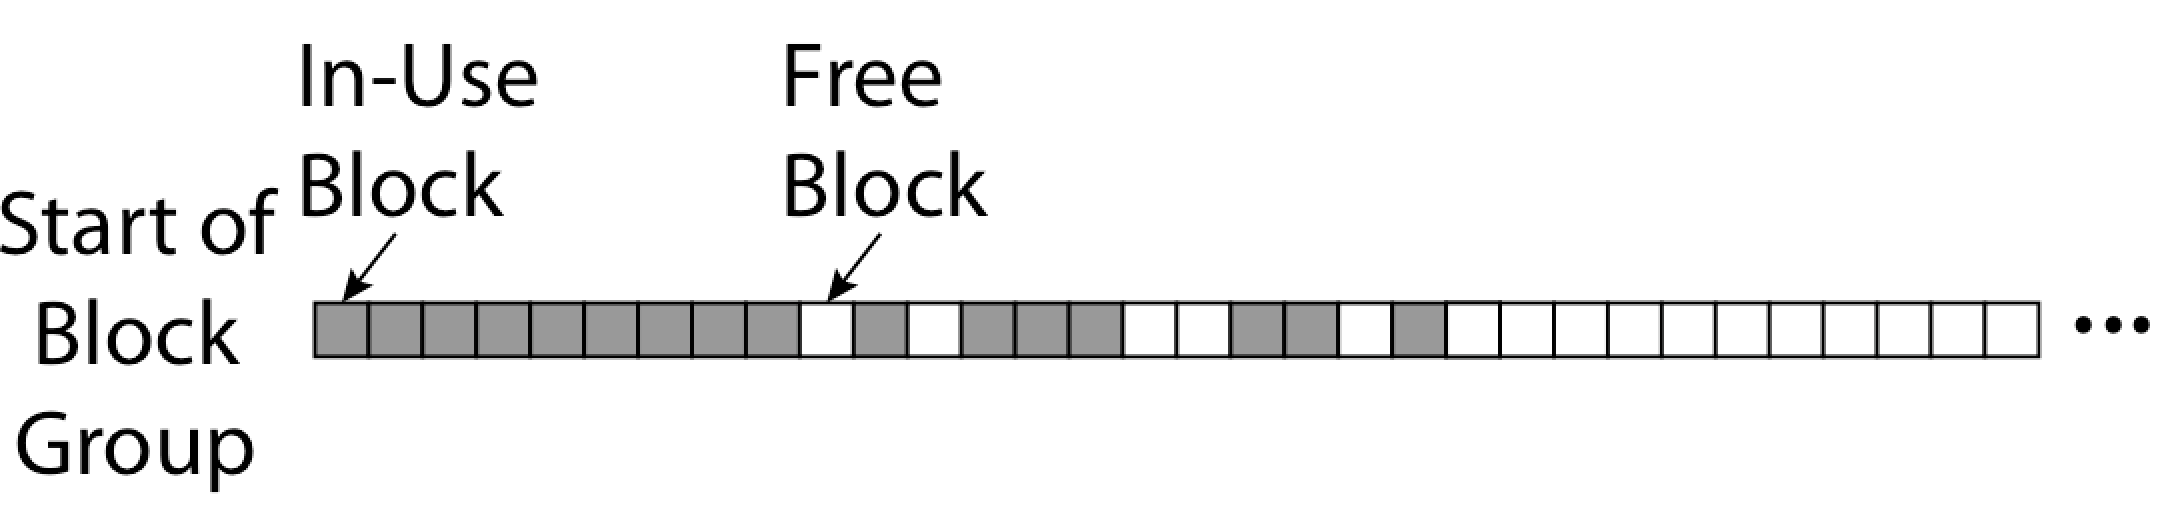 In-Use
Block
Free
Block
Start of
Block
Group
...